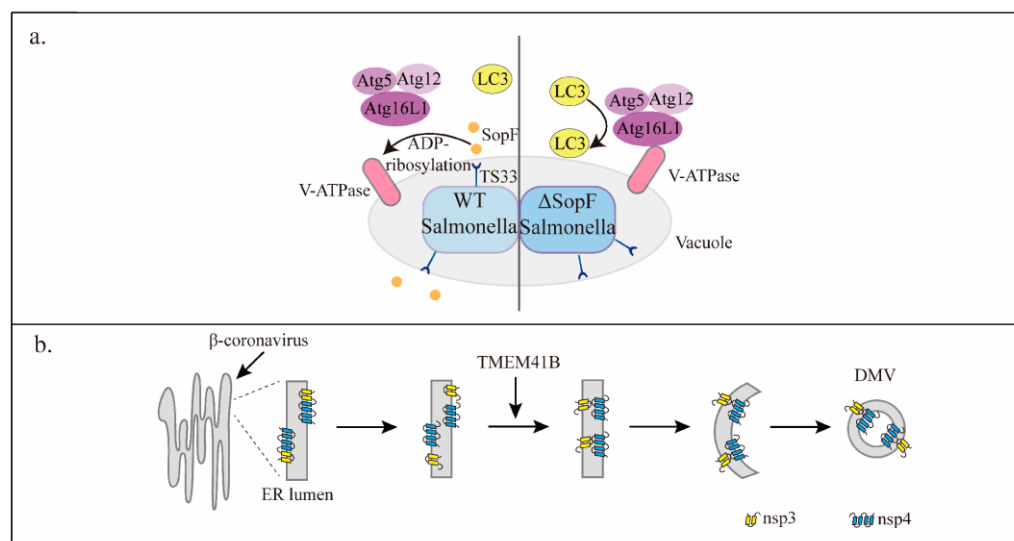 a.
Atg5
Atg12
Atg16L1
LC3
SopF
ADP-
ribosylation
TS33
V-ATPase
WT
Salmonella
LC3
LC3
Atg5
Atg12
Atg16L1
V-ATPase
ΔSopF
Salmonella
Vacuole
b.
β-coronavirus
ER lumen
TMEM41B
DMV
nsp3
nsp4